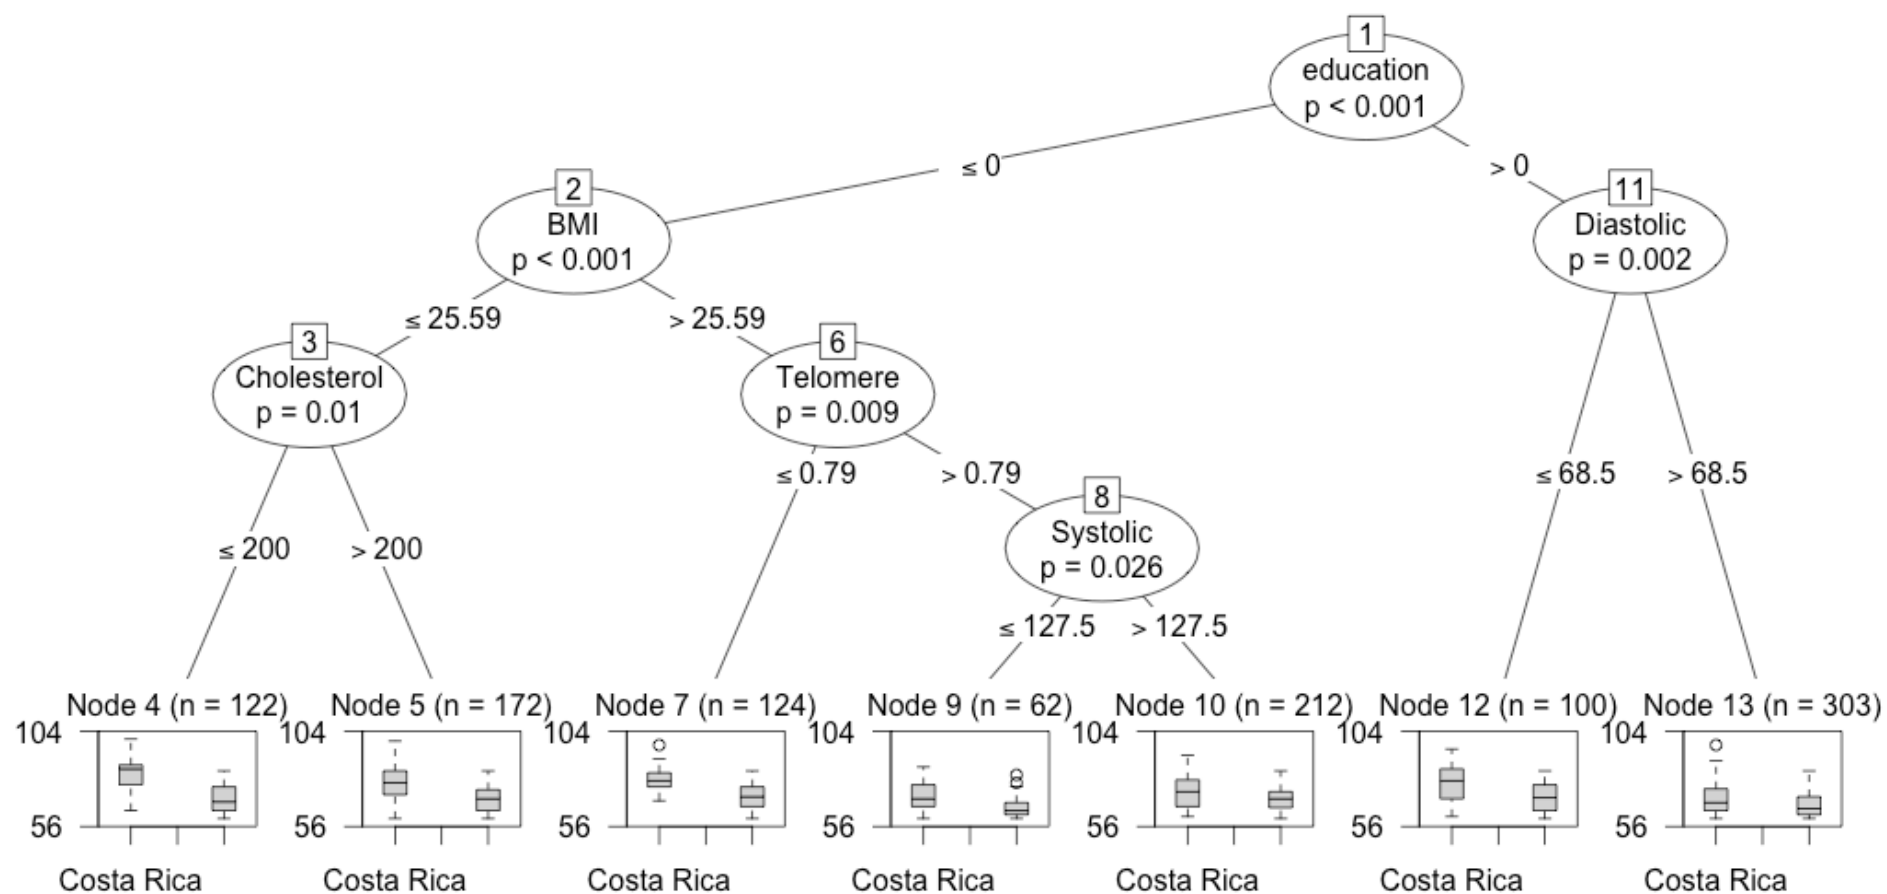 1
education
p < 0.001
≤ 0
> 0
2
BMI
p < 0.001
11
Diastolic
p = 0.002
≤ 25.59
> 25.59
3
Cholesterol
p = 0.01
6
Telomere
p = 0.009
≤ 0.79
> 0.79
≤ 68.5
> 68.5
8
Systolic
p = 0.026
≤ 200
> 200
≤ 127.5
> 127.5
Node 4 (n = 122)
104
56
Costa Rica
Node 5 (n = 172)
104
56
Costa Rica
Node 7 (n = 124)
104
56
Costa Rica
Node 9 (n = 62)
104
56
Costa Rica
Node 10 (n = 212)
104
56
Costa Rica
Node 12 (n = 100)
104
56
Costa Rica
Node 13 (n = 303)
104
56
Costa Rica